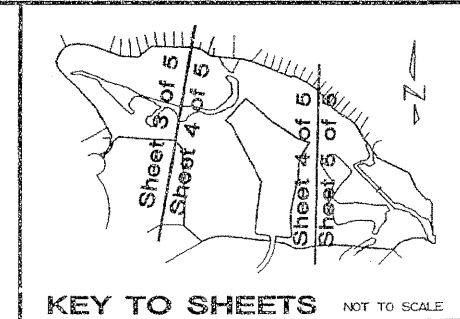 Sheet 3 of 5
Sheet 4 of 5
Sheet 4 of 5
Sheet 5 of 5
N
KEY TO SHEETS NOT TO SCALE